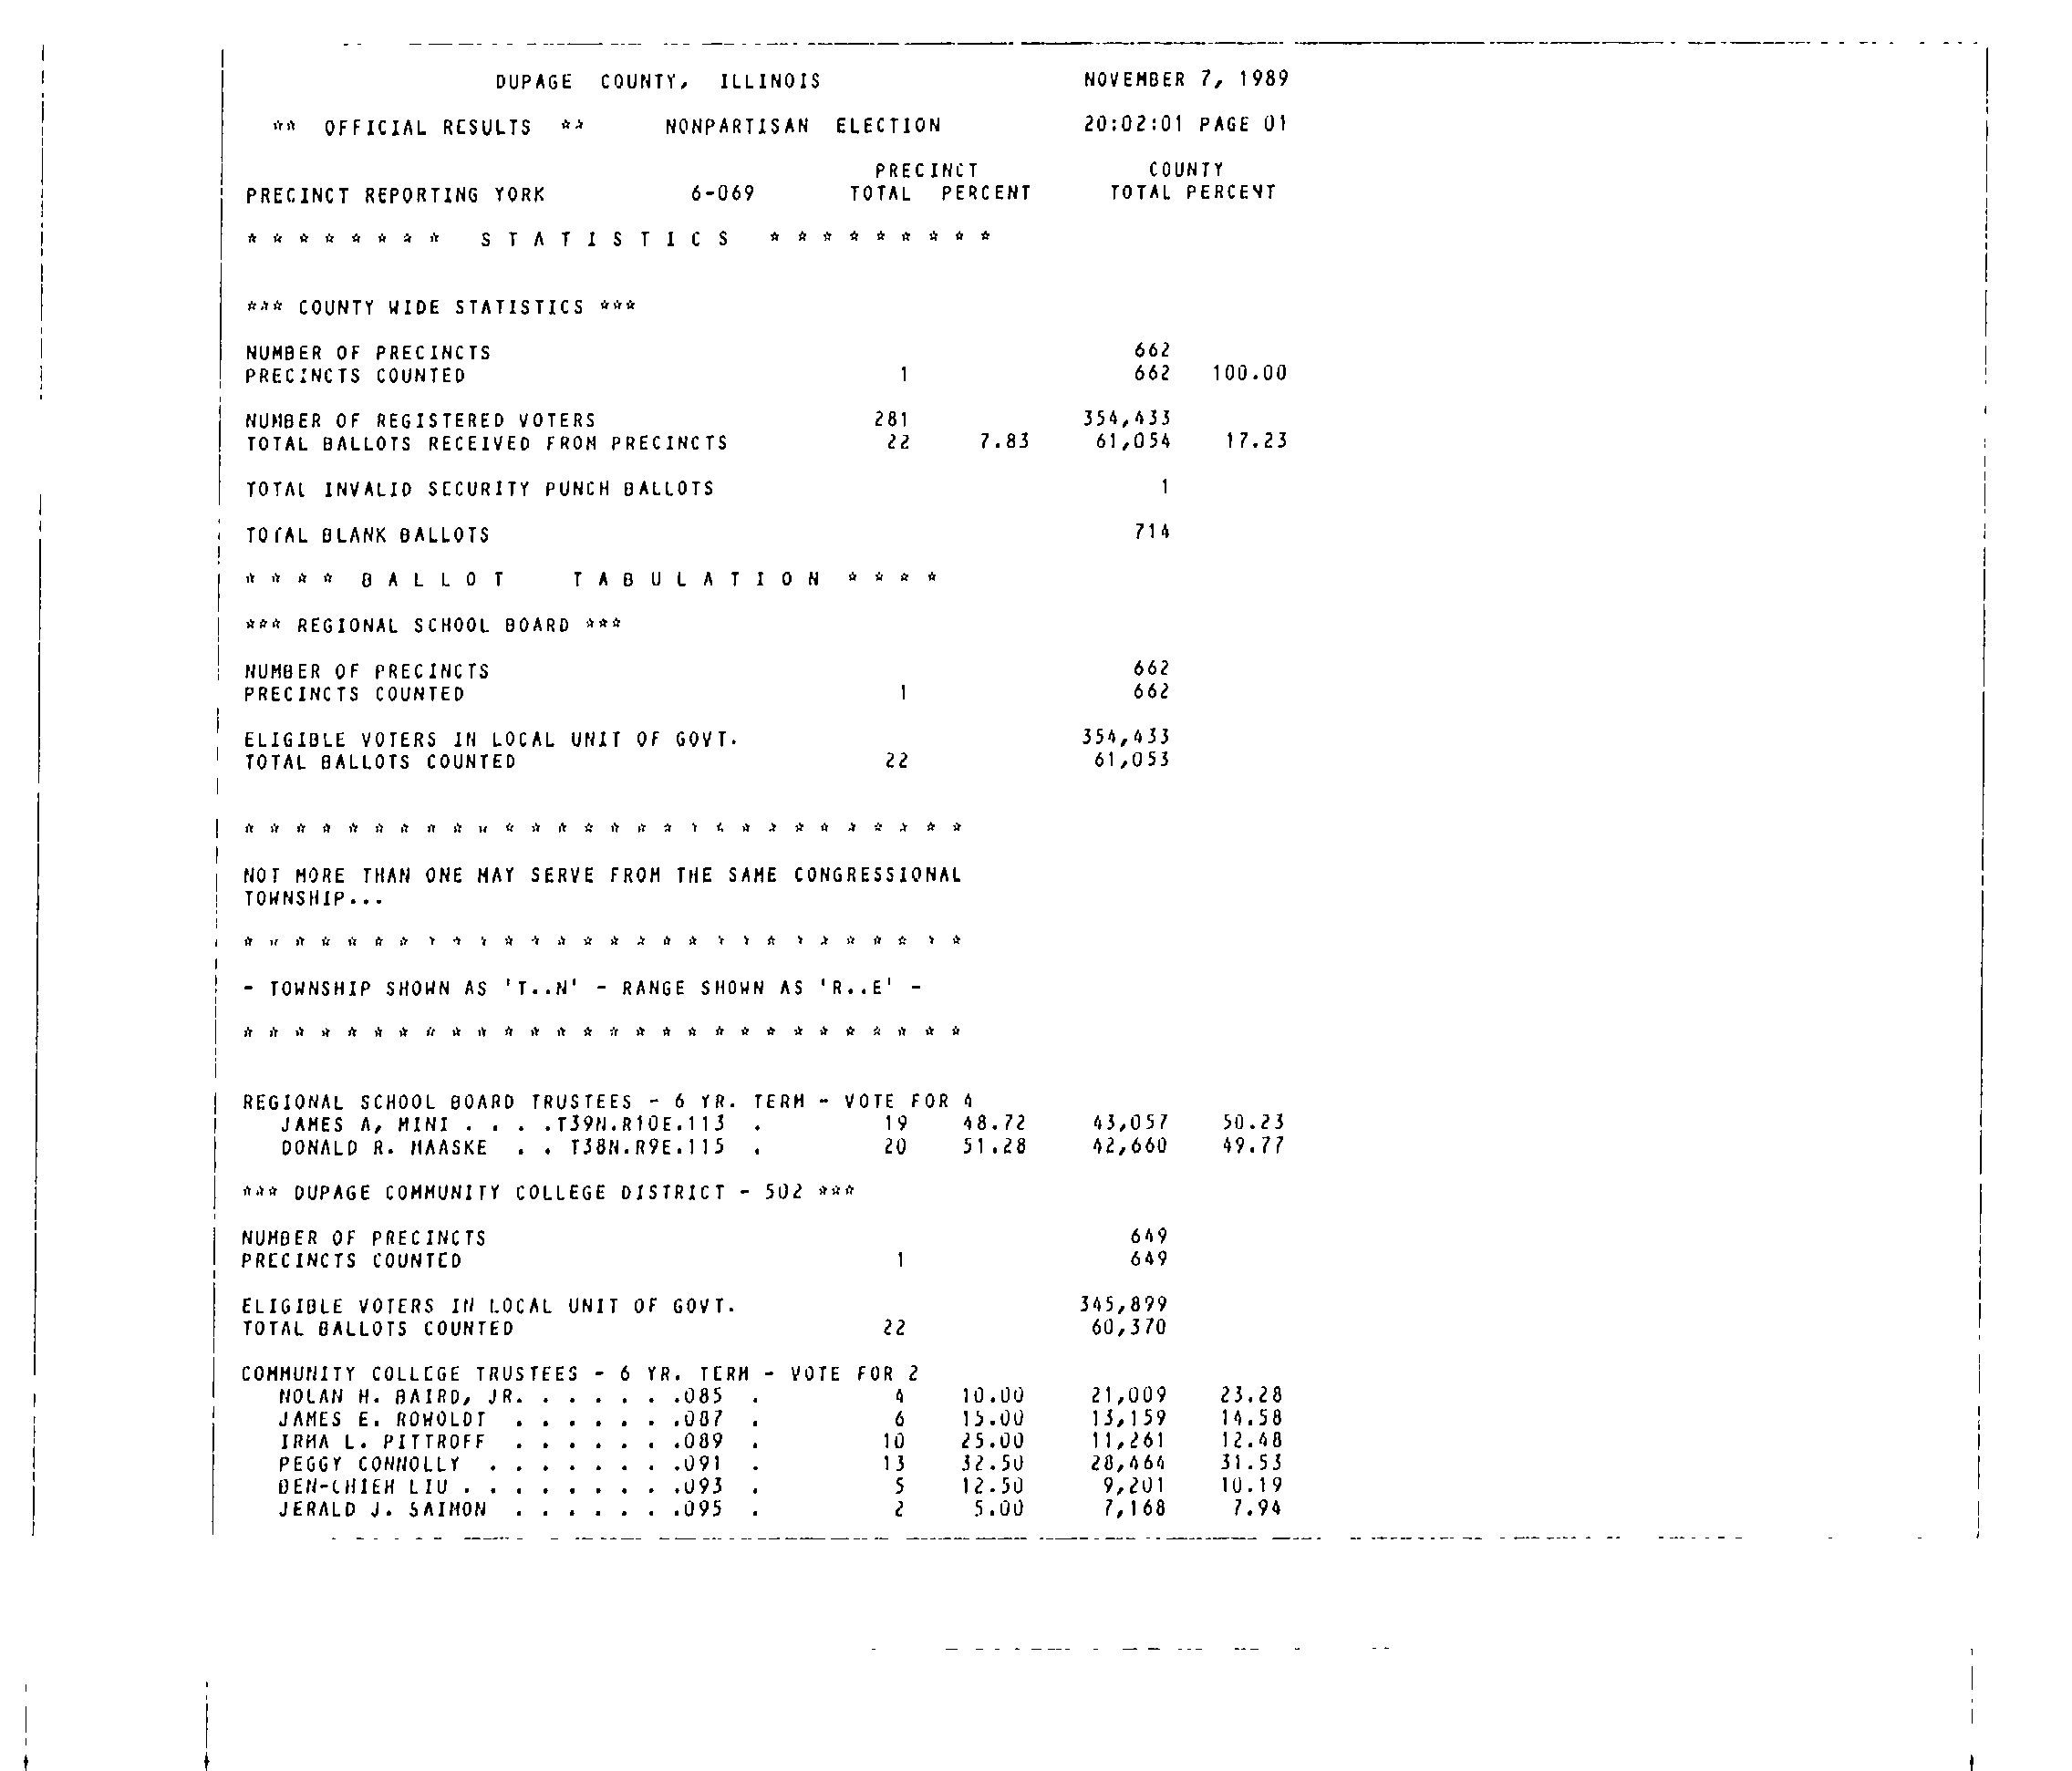 DUPAGE COUNTY, ILLINOIS NOVEMBER 7, 1989
** OFFICIAL RESULTS ** NONPARTISAN ELECTION 20:02:01 PAGE 01
PRECINCT COUNTY
PRECINCT REPORTING YORK 6-069 TOTAL PERCENT TOTAL PERCENT
* * * * * * * * S T A T I S T I C S * * * * * * * * *
*** COUNTY WIDE STATISTICS ***
NUMBER OF PRECINCTS 662
PRECINCTS COUNTED 1 662 100.00
NUMBER OF REGISTERED VOTERS 281 354,433
TOTAL BALLOTS RECEIVED FROM PRECINCTS 22 7.83 61,054 17.23
TOTAL INVALID SECURITY PUNCH BALLOTS 1
TOTAL BLANK BALLOTS 714
* * * * B A L L O T T A B U L A T I O N * * * *
*** REGIONAL SCHOOL BOARD ***
NUMBER OF PRECINCTS 662
PRECINCTS COUNTED 1 662
ELIGIBLE VOTERS IN LOCAL UNIT OF GOVT. 354,433
TOTAL BALLOTS COUNTED 22 61,053
* * * * * * * * * * * * * * * * * * * * * * * * * * * *
NOT MORE THAN ONE MAY SERVE FROM THE SAME CONGRESSIONAL
TOWNSHIP...
* * * * * * * * * * * * * * * * * * * * * * * * * * * *
- TOWNSHIP SHOWN AS 'T..N' - RANGE SHOWN AS 'R..E' -
* * * * * * * * * * * * * * * * * * * * * * * * * * * *
REGIONAL SCHOOL BOARD TRUSTEES - 6 YR. TERM - VOTE FOR 4
JAMES A, MINI . . . .T39N.R10E.113 . 19 48.72 43,057 50.23
DONALD R. MAASKE . . T38N.R9E.115 . 20 51.28 42,660 49.77
*** DUPAGE COMMUNITY COLLEGE DISTRICT - 502 ***
NUMBER OF PRECINCTS 649
PRECINCTS COUNTED 1 649
ELIGIBLE VOTERS IN LOCAL UNIT OF GOVT. 345,899
TOTAL BALLOTS COUNTED 22 60,370
COMMUNITY COLLEGE TRUSTEES - 6 YR. TERM - VOTE FOR 2
NOLAN H. BAIRD, JR. . . . . . .085 . 4 10.00 21,009 23.28
JAMES E. ROWOLDT . . . . . . .087 . 6 15.00 13,159 14.58
IRMA L. PITTROFF . . . . . . .089 . 10 25.00 11,261 12.48
PEGGY CONNOLLY . . . . . . . .091 . 13 32.50 28,464 31.53
BEN-CHIEH LIU . . . . . . . . .093 . 5 12.50 9,201 10.19
JERALD J. SAIMON . . . . . . .095 . 2 5.00 7,168 7.94